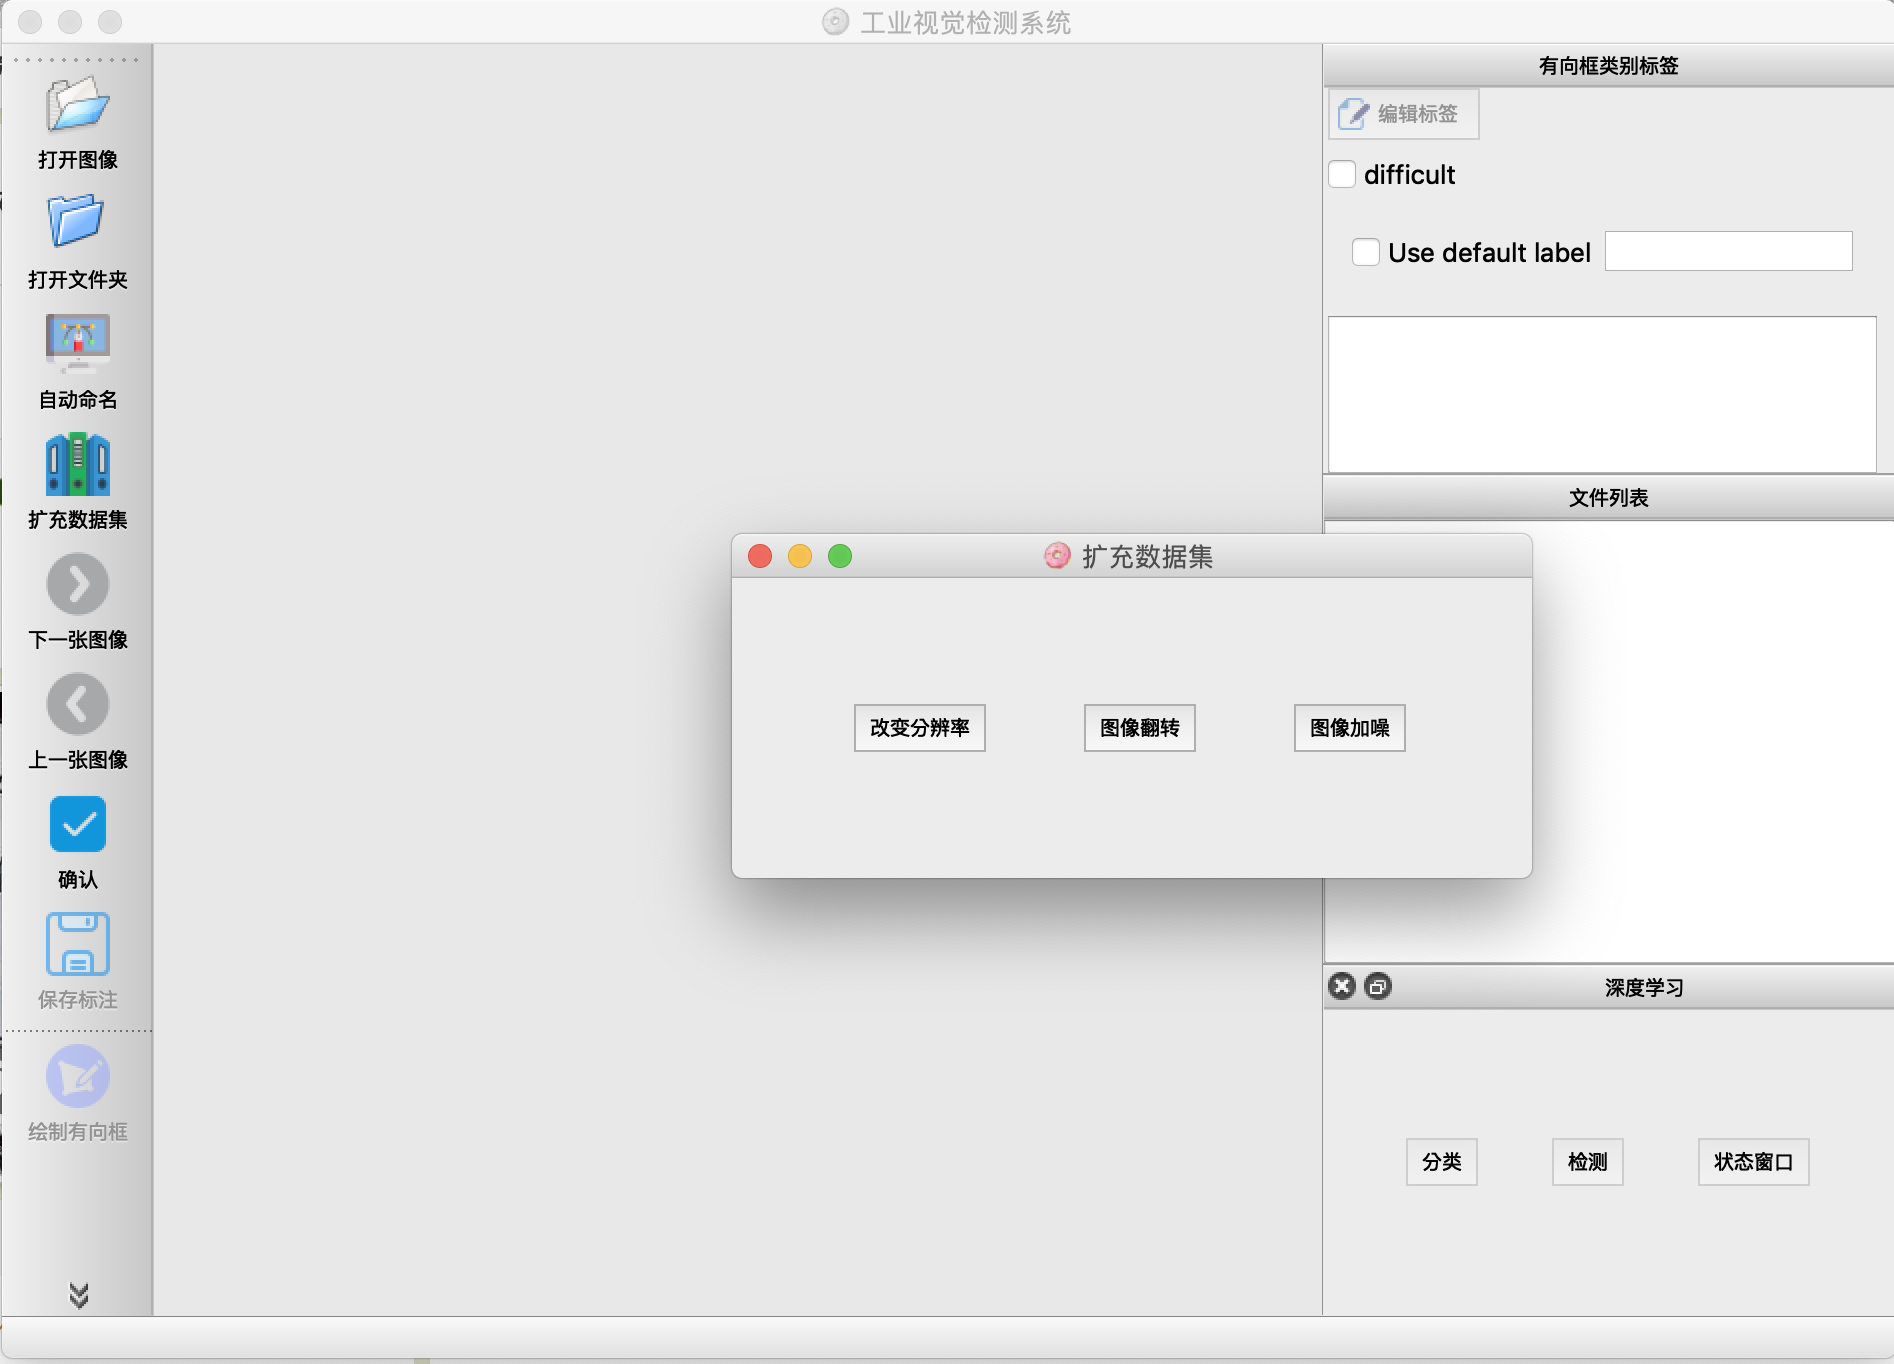 工业视觉检测系统
打开图像
打开文件夹
自动命名
扩充数据集
下一张图像
上一张图像
确认
保存标注
绘制有向框
扩充数据集
改变分辨率
图像翻转
图像加噪
有向框类别标签
编辑标签
difficult
Use default label
文件列表
深度学习
分类
检测
状态窗口